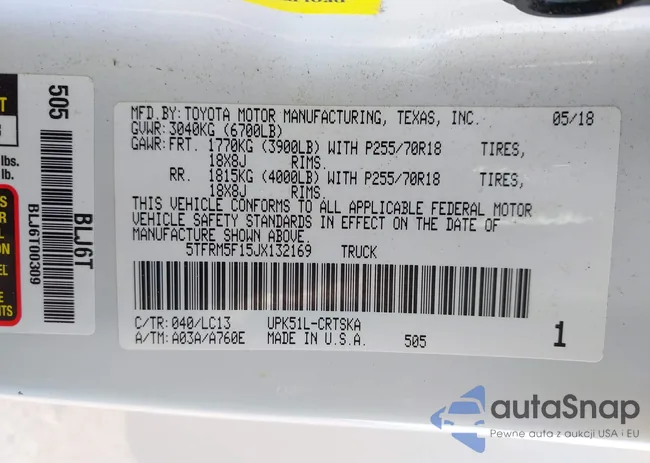 MFD.BY: TOYOTA MOTOR MANUFACTURING, TEXAS, INC. 05/18
GVWR: 3040KG (6700LB)
GAWR: FRT. 1770KG (3900LB) WITH P255/70R18 TIRES,
18X8J RIMS
RR. 1815KG (4000LB) WITH P255/70R18 TIRES,
18X8J RIMS
THIS VEHICLE CONFORMS TO ALL APPLICABLE FEDERAL MOTOR
VEHICLE SAFETY STANDARDS IN EFFECT ON THE DATE OF
MANUFACTURE SHOWN ABOVE.
5TFRM5F15JX132169 TRUCK
C/TR: 040/LC13 UPK51L-CRTSKA
A/TM: A03A/A760E MADE IN U.S.A. 505 1
505
BLJ6T
BLJ6T00309
lbs.
lb.
autaSnap
Pewne auta z aukcji USA i EU